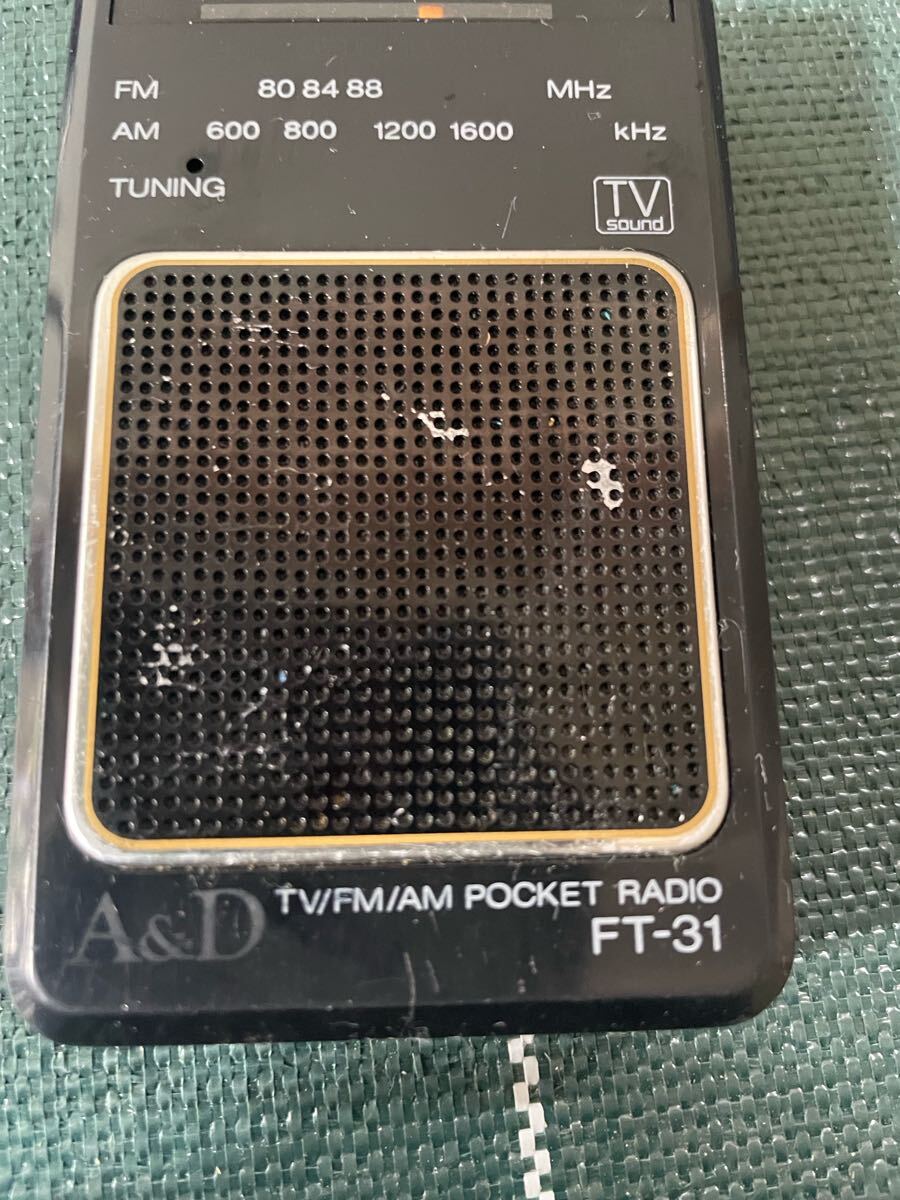 FM 80 84 88 MHz
AM 600 800 1200 1600 kHz
TUNING
TV
sound
TV/FM/AM POCKET RADIO
A&D
FT-31